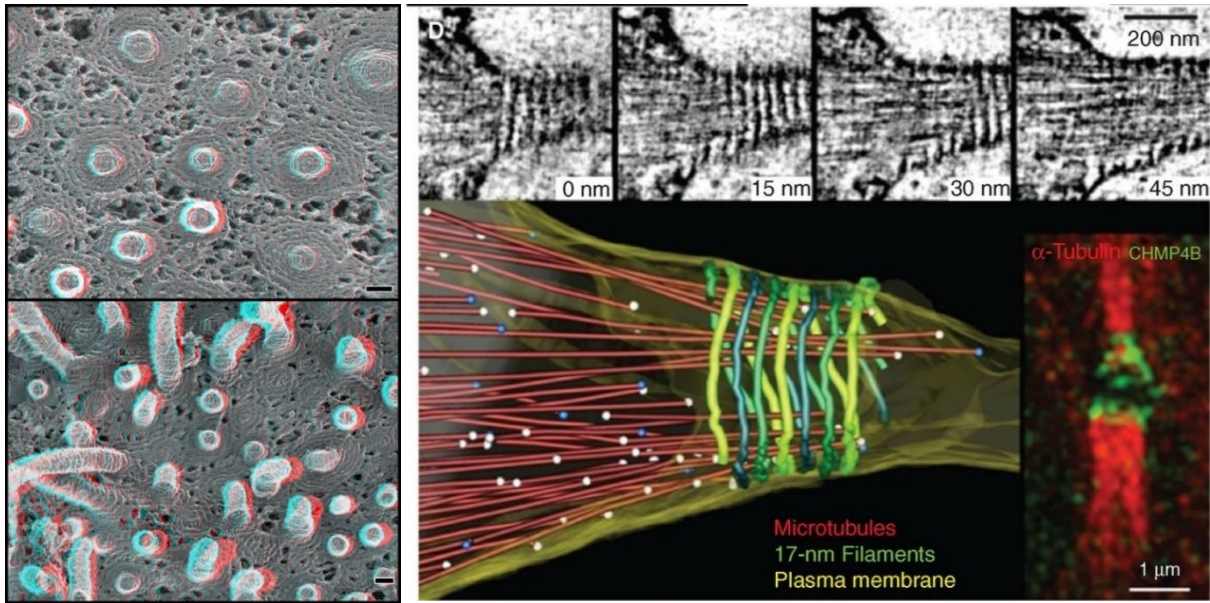 D
200 nm
0 nm
15 nm
30 nm
45 nm
α-Tubulin CHMP4B
Microtubules
17-nm Filaments
Plasma membrane
1 μm